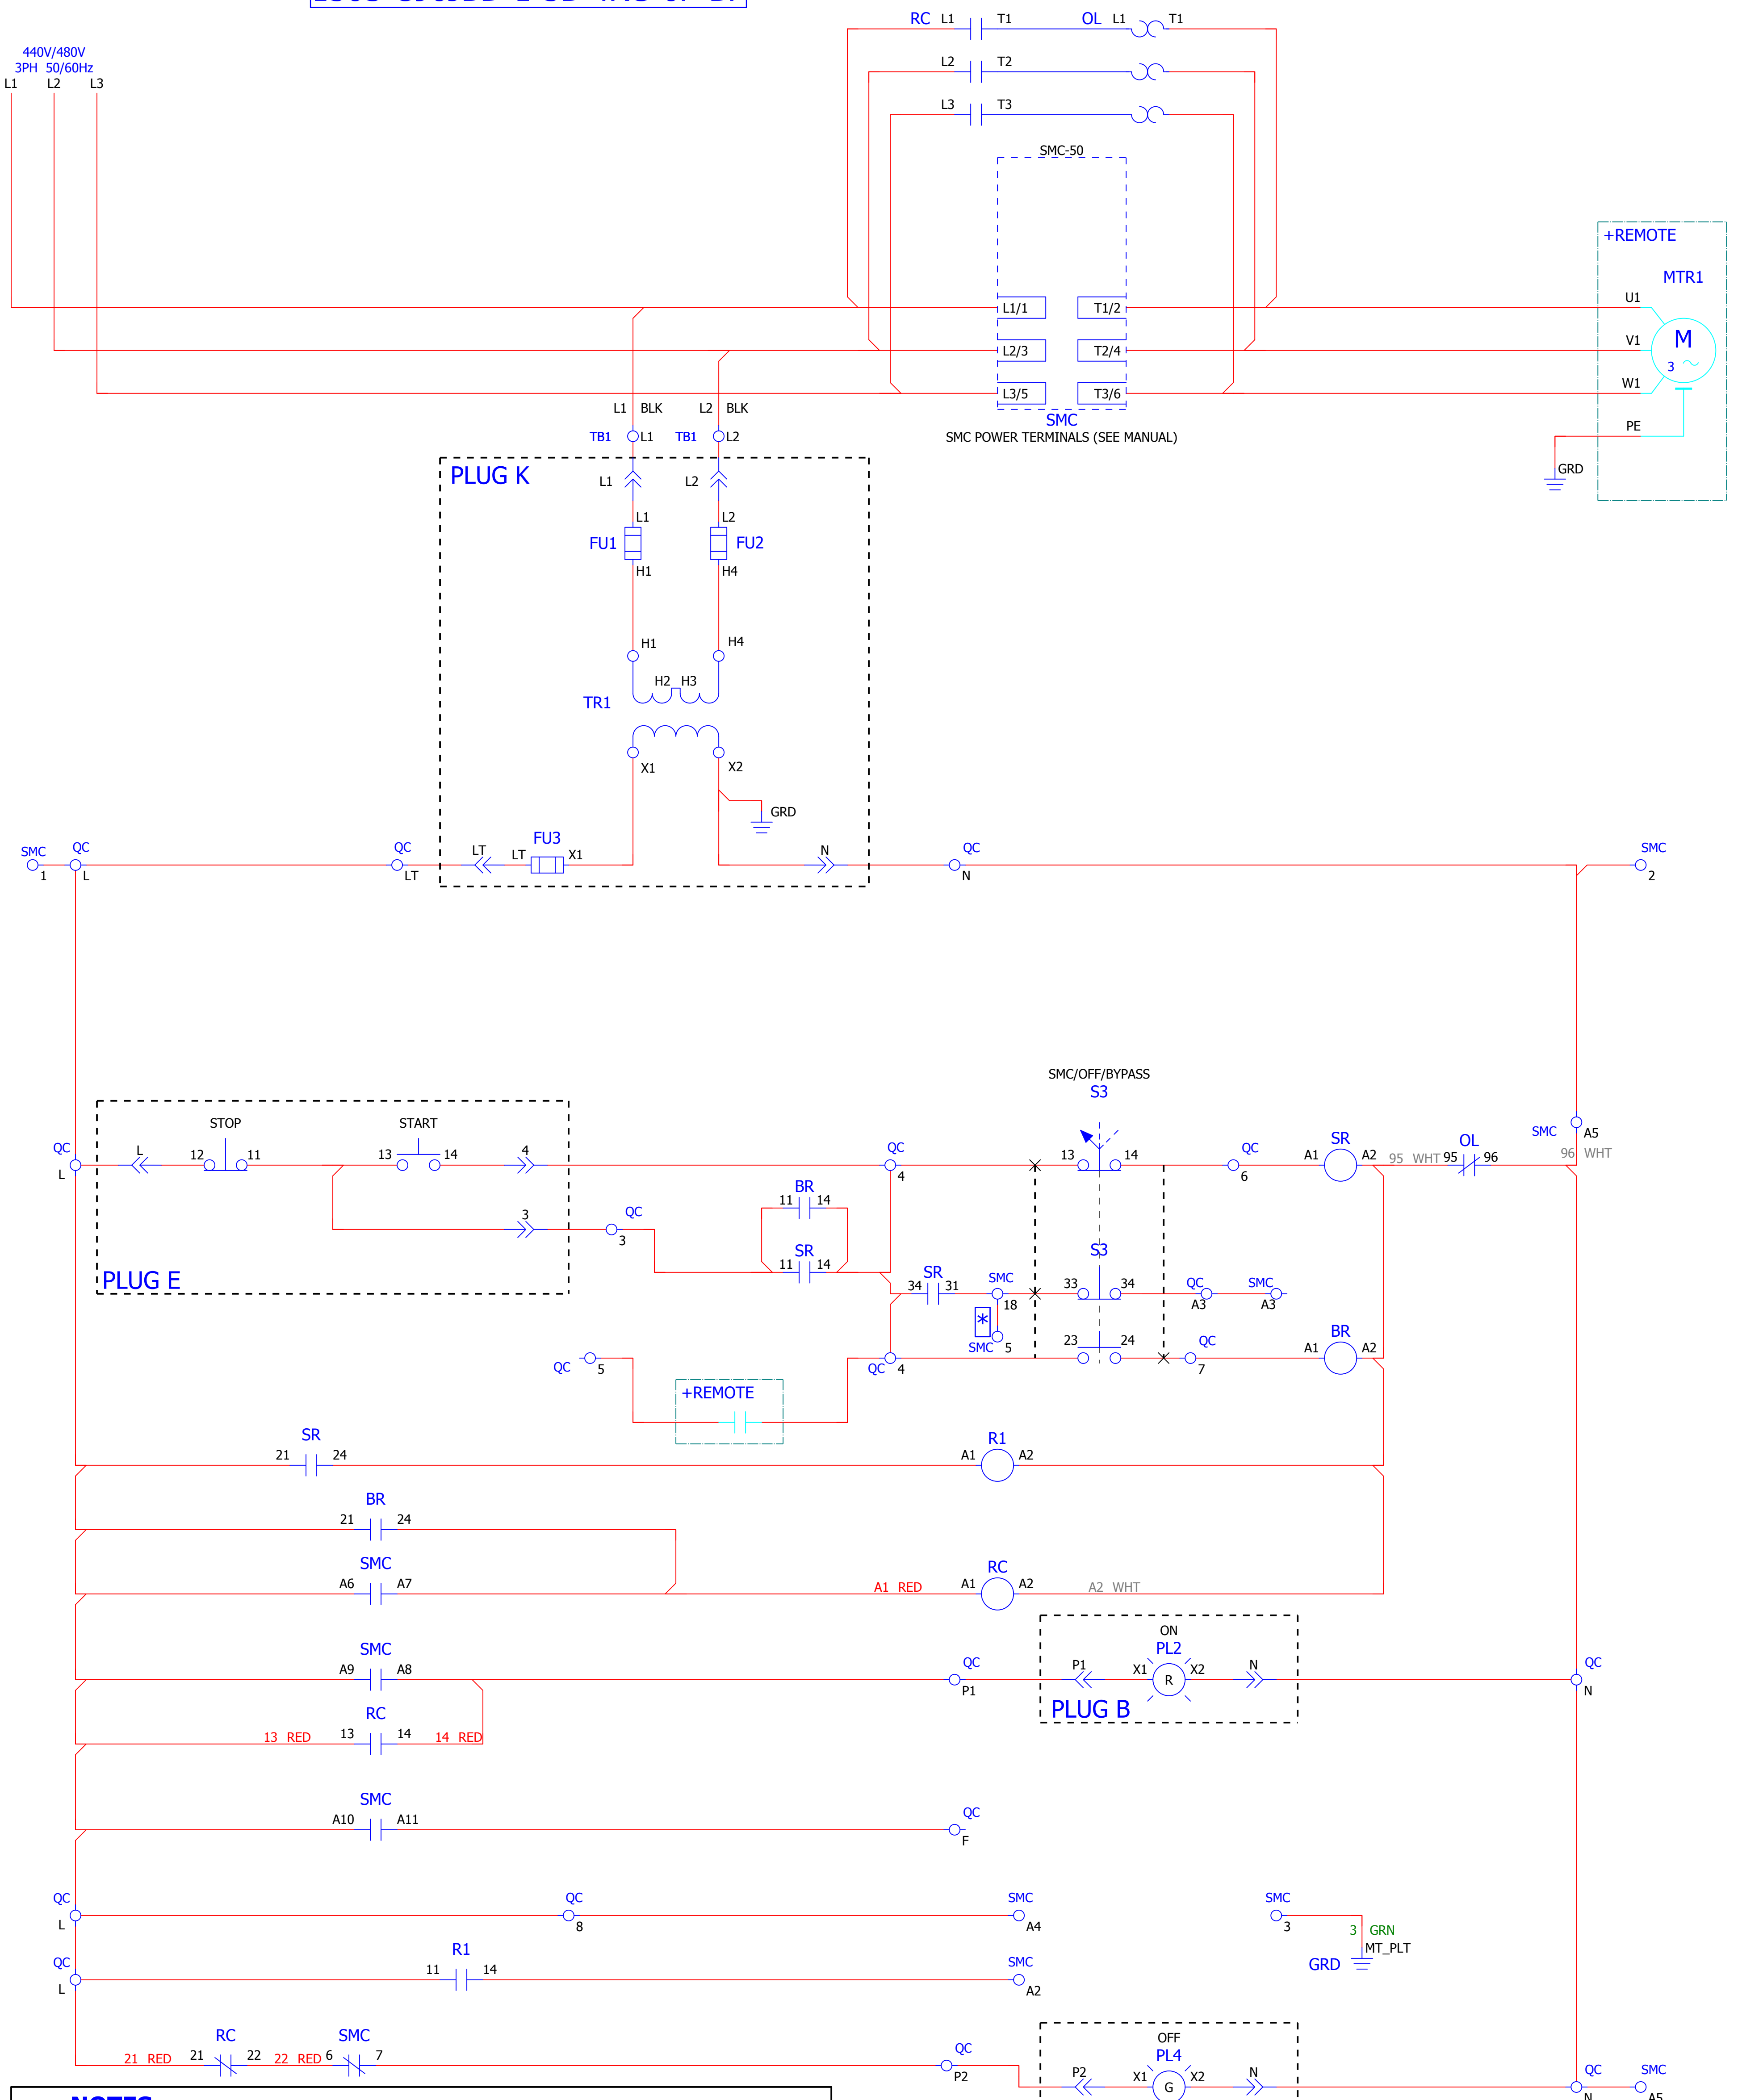 RC L1 T1 OL L1 T1
440V/480V
3PH 50/60Hz
L1 L2 L3
L2 T2
L3 T3
SMC-50
+REMOTE
MTR1
L1/1 T1/2 U1
L2/3 T2/4 V1
M
3
L3/5 T3/6 W1
L1 BLK L2 BLK
SMC
PE
TB1 L1 TB1 L2
SMC POWER TERMINALS (SEE MANUAL)
GRD
PLUG K
L1 L2
L1 L2
FU1 FU2
H1 H4
H1 H4
H2 H3
TR1
X1 X2
GRD
SMC QC QC LT FU3 N QC SMC
LT X1
1 L LT N 2
SMC/OFF/BYPASS
S3
STOP START
SMC A5
QC L 12 11 13 14 4 QC 13 14 QC SR OL
A1 A2 95 WHT 95 96 96 WHT
L 4 6
BR
11 14
3 QC
3
SR S3
11 14
PLUG E
SR
34 31 SMC 33 34 QC SMC
18 A3 A3
*
SMC 5 23 24 QC BR
A1 A2
QC 5 QC 4 7
+REMOTE
SR R1
21 24 A1 A2
BR
21 24
SMC RC
A6 A7 A1 RED A1 A2 A2 WHT
ON
SMC PL2
A9 A8 QC P1 X1 X2 N QC
R
P1 N
RC PLUG B
13 RED 13 14 14 RED
SMC
A10 A11 QC
F
QC QC SMC SMC
L 8 A4 3
3 GRN
R1 MT_PLT
QC 11 14 SMC GRD
L A2
OFF
RC SMC PL4
21 RED 21 22 22 RED 6 7 QC
P2 P2 X1 X2 N QC SMC
G
N A5
NOTES